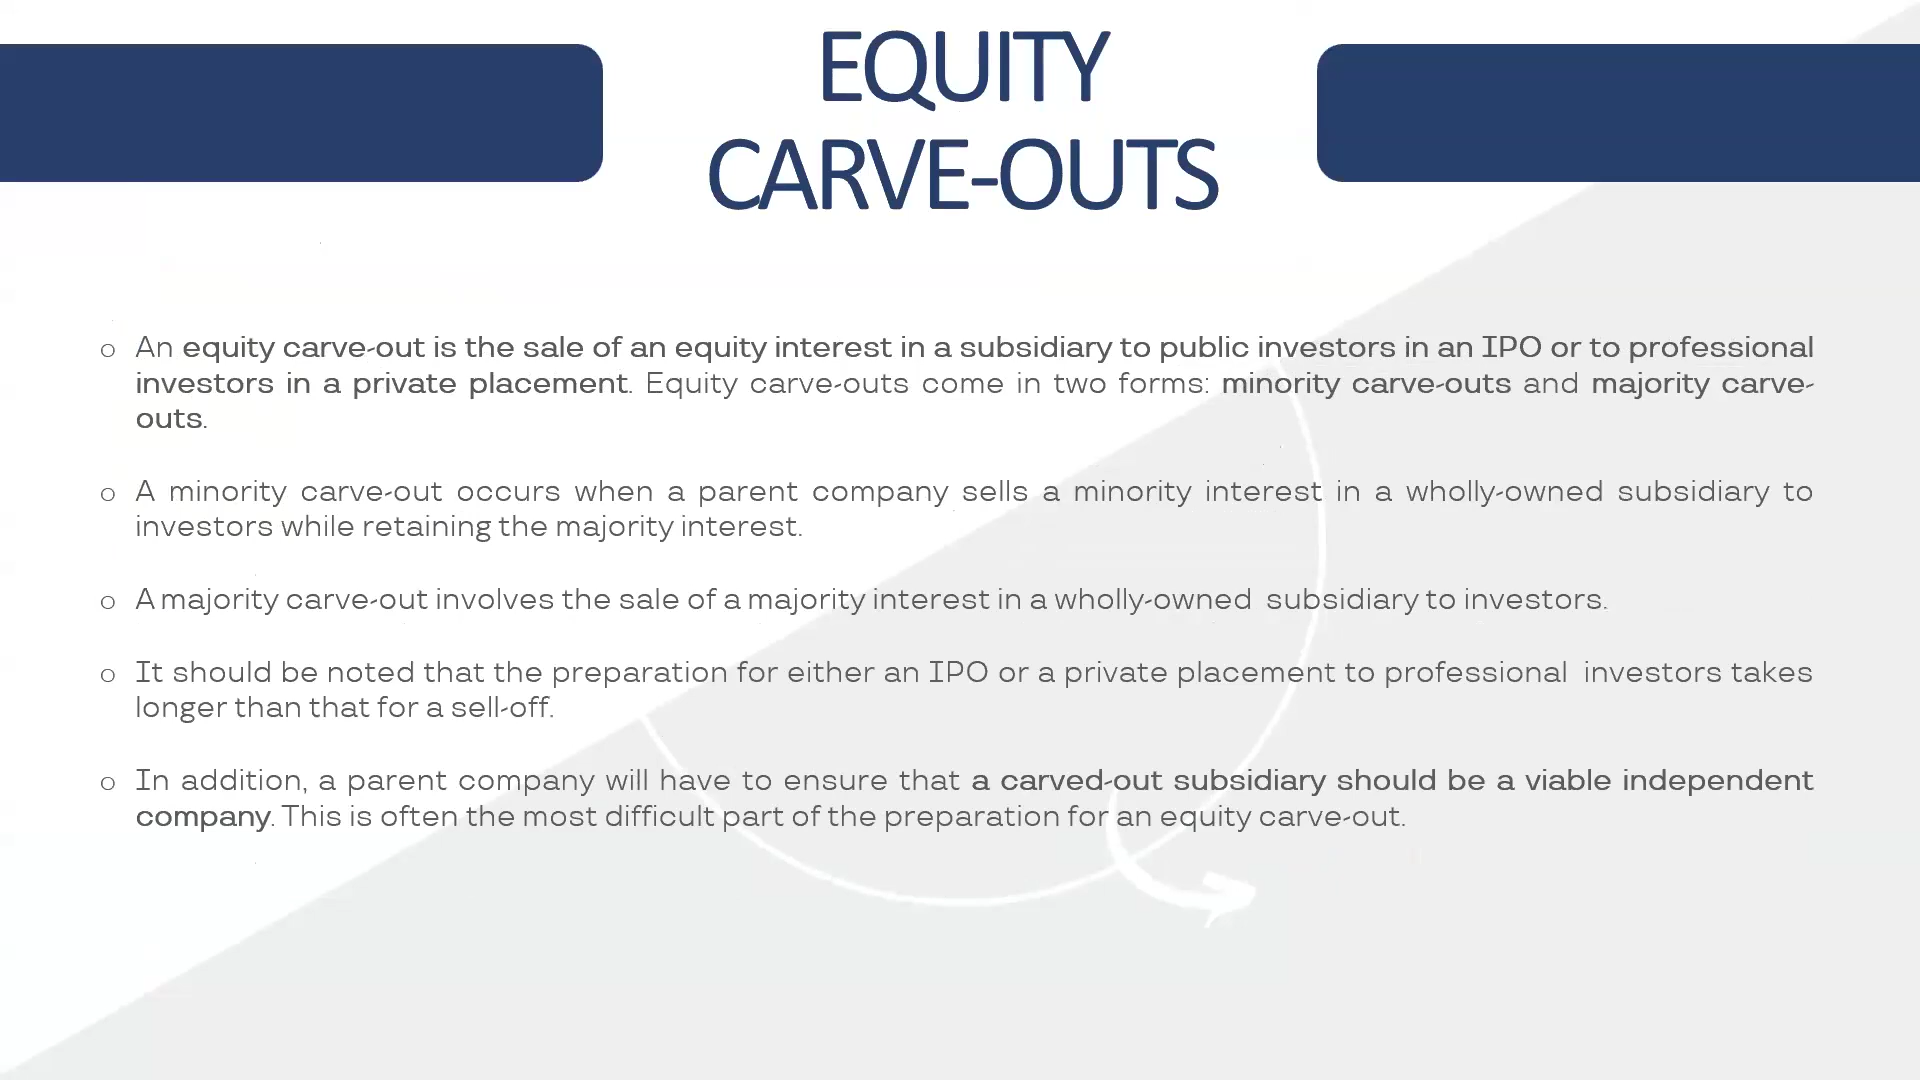 EQUITY
CARVE-OUTS
o An equity carve-out is the sale of an equity interest in a subsidiary to public investors in an IPO or to professional
investors in a private placement. Equity carve-outs come in two forms: minority carve-outs and majority carve-
outs.
o A minority carve-out occurs when a parent company sells a minority interest in a wholly-owned subsidiary to
investors while retaining the majority interest.
o A majority carve-out involves the sale of a majority interest in a wholly-owned subsidiary to investors.
o It should be noted that the preparation for either an IPO or a private placement to professional investors takes
longer than that for a sell-off.
o In addition, a parent company will have to ensure that a carved-out subsidiary should be a viable independent
company. This is often the most difficult part of the preparation for an equity carve-out.